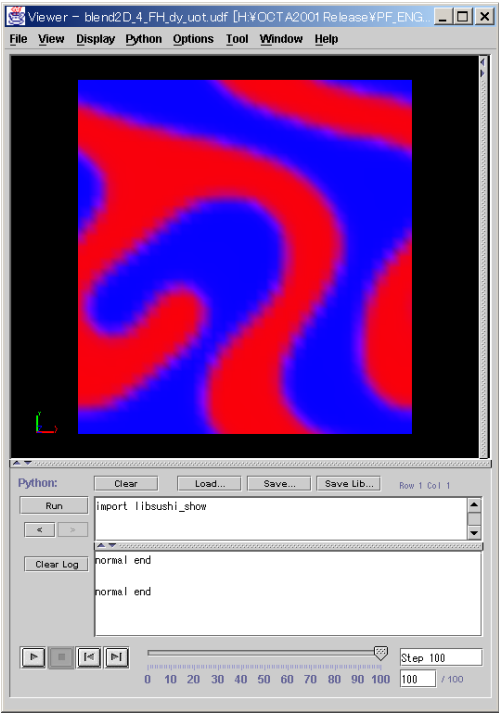 Viewer - blend2D_4_FH_dy_uot.udf [H:¥OCTA2001 Release¥PF_ENG...
File View Display Python Options Tool Window Help
Y
Python:
Clear Load... Save... Save Lib... Row 1 Col 1
Run
import libsushi_show
< >
Clear Log
normal end
normal end
Step 100
0 10 20 30 40 50 60 70 80 90 100
100 / 100